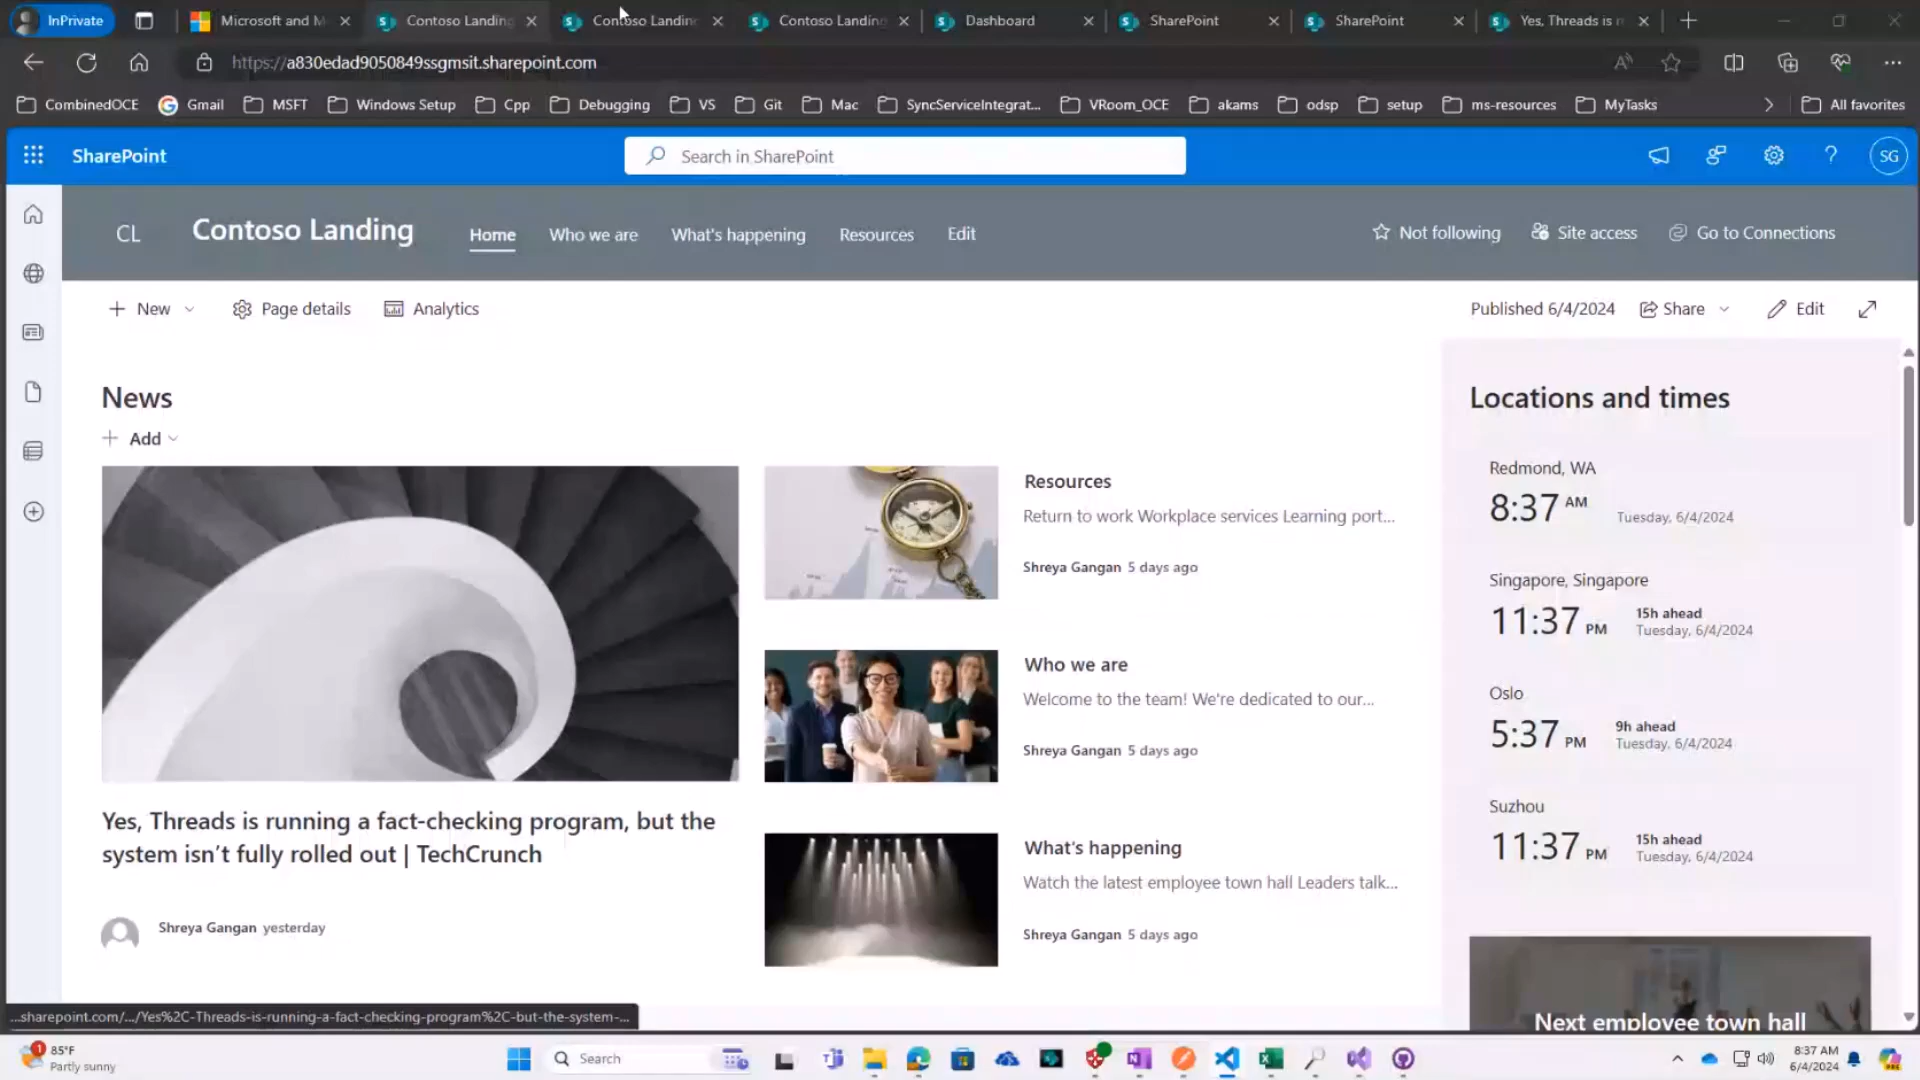 InPrivate
Microsoft and M
Contoso Landing
Contoso Landing
Contoso Landing
Dashboard
SharePoint
SharePoint
Yes, Threads is r
https://a830edad9050849ssgmsit.sharepoint.com
CombinedOCE
Gmail
MSFT
Windows Setup
Cpp
Debugging
VS
Git
Mac
SyncServiceIntegrat...
VRoom_OCE
akams
odsp
setup
ms-resources
MyTasks
All favorites
SharePoint
Search in SharePoint
SG
CL
Contoso Landing
Home
Who we are
What's happening
Resources
Edit
Not following
Site access
Go to Connections
New
Page details
Analytics
Published 6/4/2024
Share
Edit
News
Add
Yes, Threads is running a fact-checking program, but the
system isn’t fully rolled out | TechCrunch
Shreya Gangan yesterday
Resources
Return to work Workplace services Learning port...
Shreya Gangan 5 days ago
Who we are
Welcome to the team! We're dedicated to our...
Shreya Gangan 5 days ago
What's happening
Watch the latest employee town hall Leaders talk...
Shreya Gangan 5 days ago
Locations and times
Redmond, WA
8:37 AM
Tuesday, 6/4/2024
Singapore, Singapore
11:37 PM
15h ahead
Tuesday, 6/4/2024
Oslo
5:37 PM
9h ahead
Tuesday, 6/4/2024
Suzhou
11:37 PM
15h ahead
Tuesday, 6/4/2024
Next employee town hall
...sharepoint.com/.../Yes%2C-Threads-is-running-a-fact-checking-program%2C-but-the-system-...
1
85°F
Partly sunny
Search
8:37 AM
6/4/2024